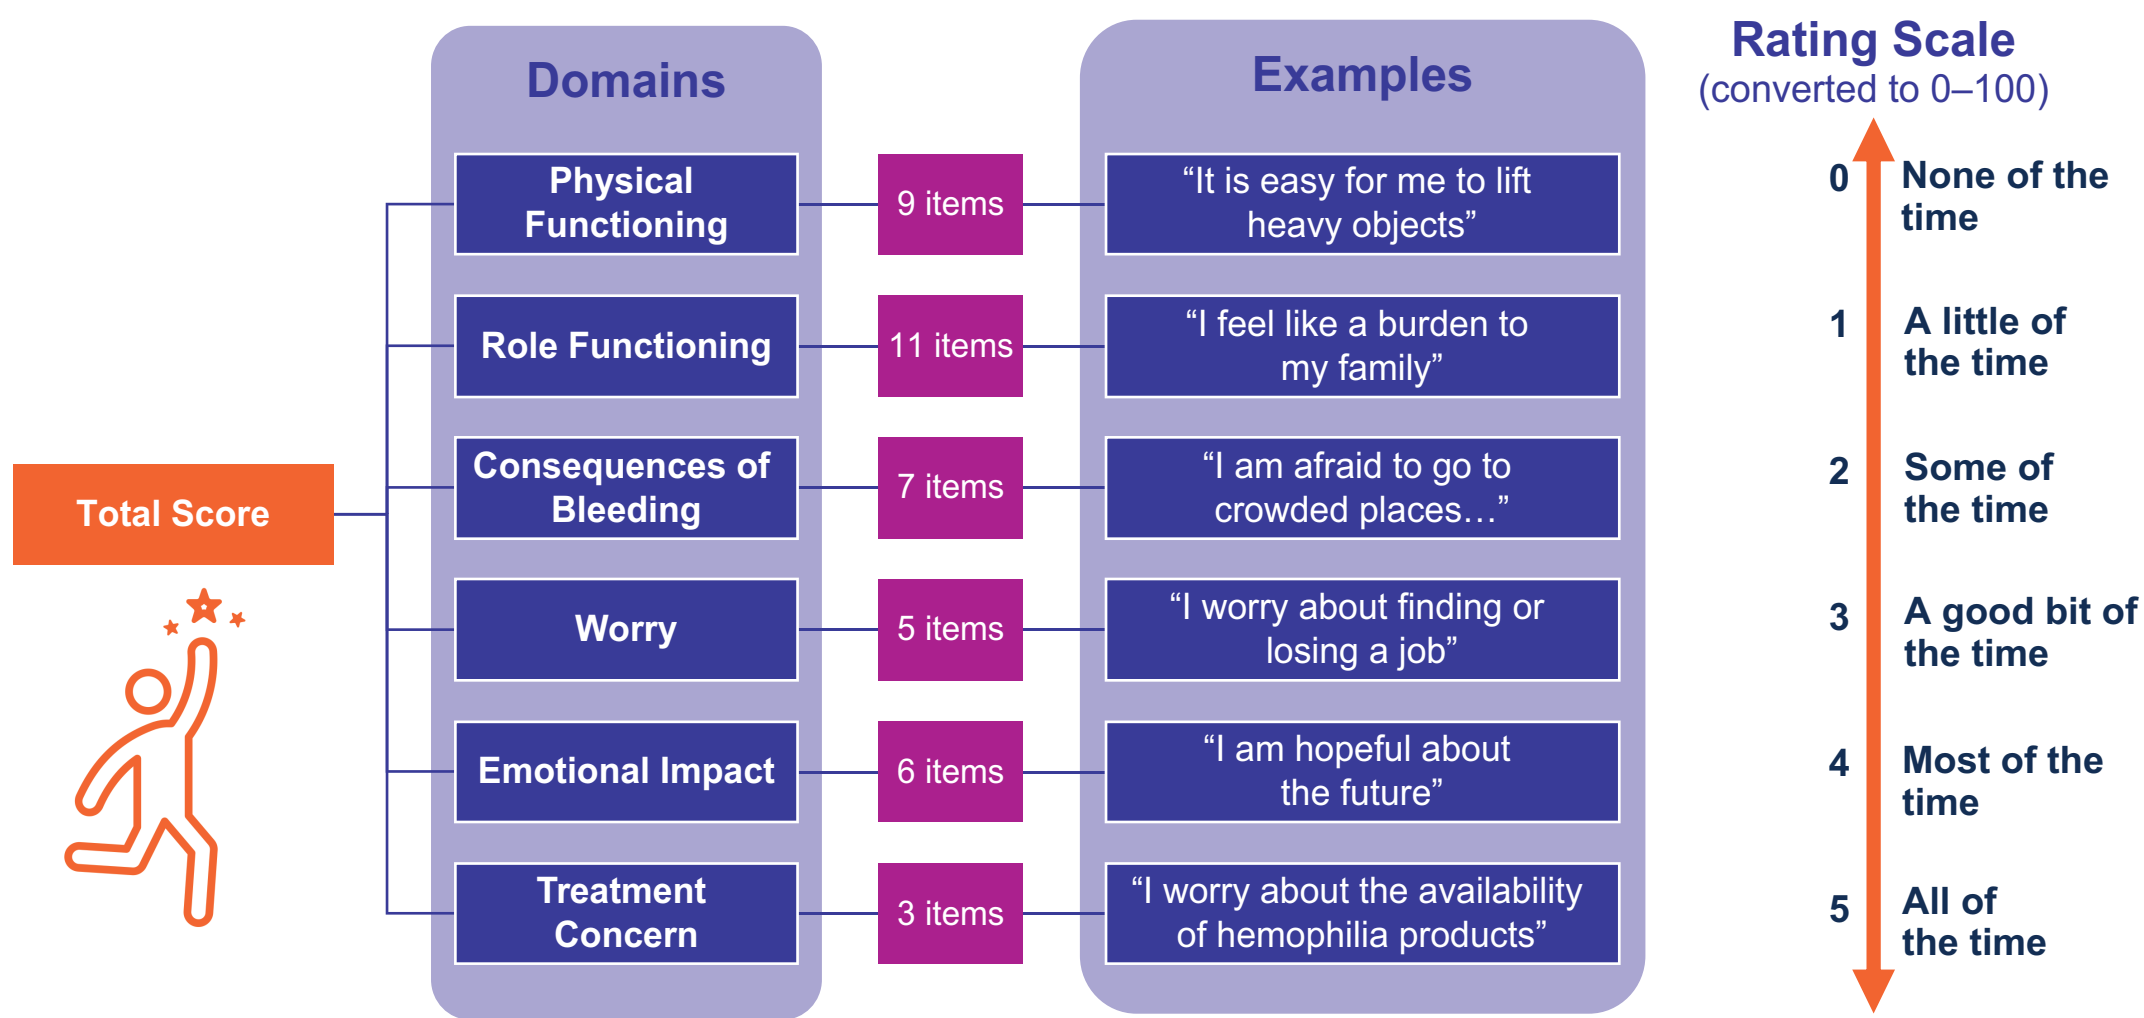 Domains
Examples
Rating Scale
(converted to 0–100)
Total Score
Physical
Functioning
9 items
“It is easy for me to lift
heavy objects”
Role Functioning
11 items
“I feel like a burden to
my family”
Consequences of
Bleeding
7 items
“I am afraid to go to
crowded places…”
Worry
5 items
“I worry about finding or
losing a job”
Emotional Impact
6 items
“I am hopeful about
the future”
Treatment
Concern
3 items
“I worry about the availability
of hemophilia products”
0
None of the
time
1
A little of
the time
2
Some of
the time
3
A good bit of
the time
4
Most of the
time
5
All of
the time